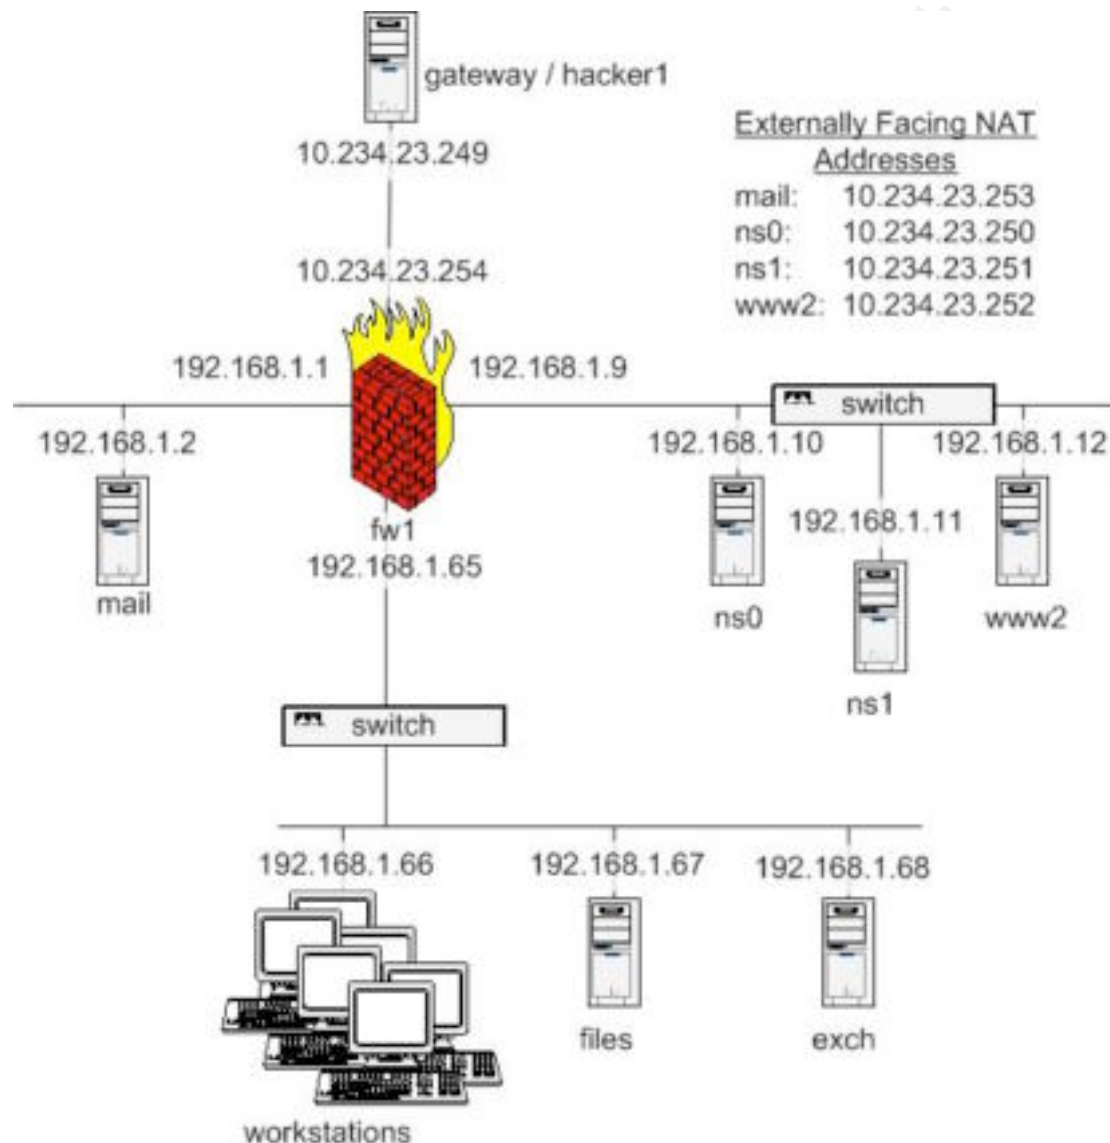 gateway / hacker1
10.234.23.249
Externally Facing NAT
Addresses
mail: 10.234.23.253
ns0: 10.234.23.250
ns1: 10.234.23.251
www2: 10.234.23.252
10.234.23.254
192.168.1.1
192.168.1.9
switch
192.168.1.2
192.168.1.10
192.168.1.12
192.168.1.11
fw1
192.168.1.65
mail
ns0
www2
ns1
switch
192.168.1.66
192.168.1.67
192.168.1.68
files
exch
workstations